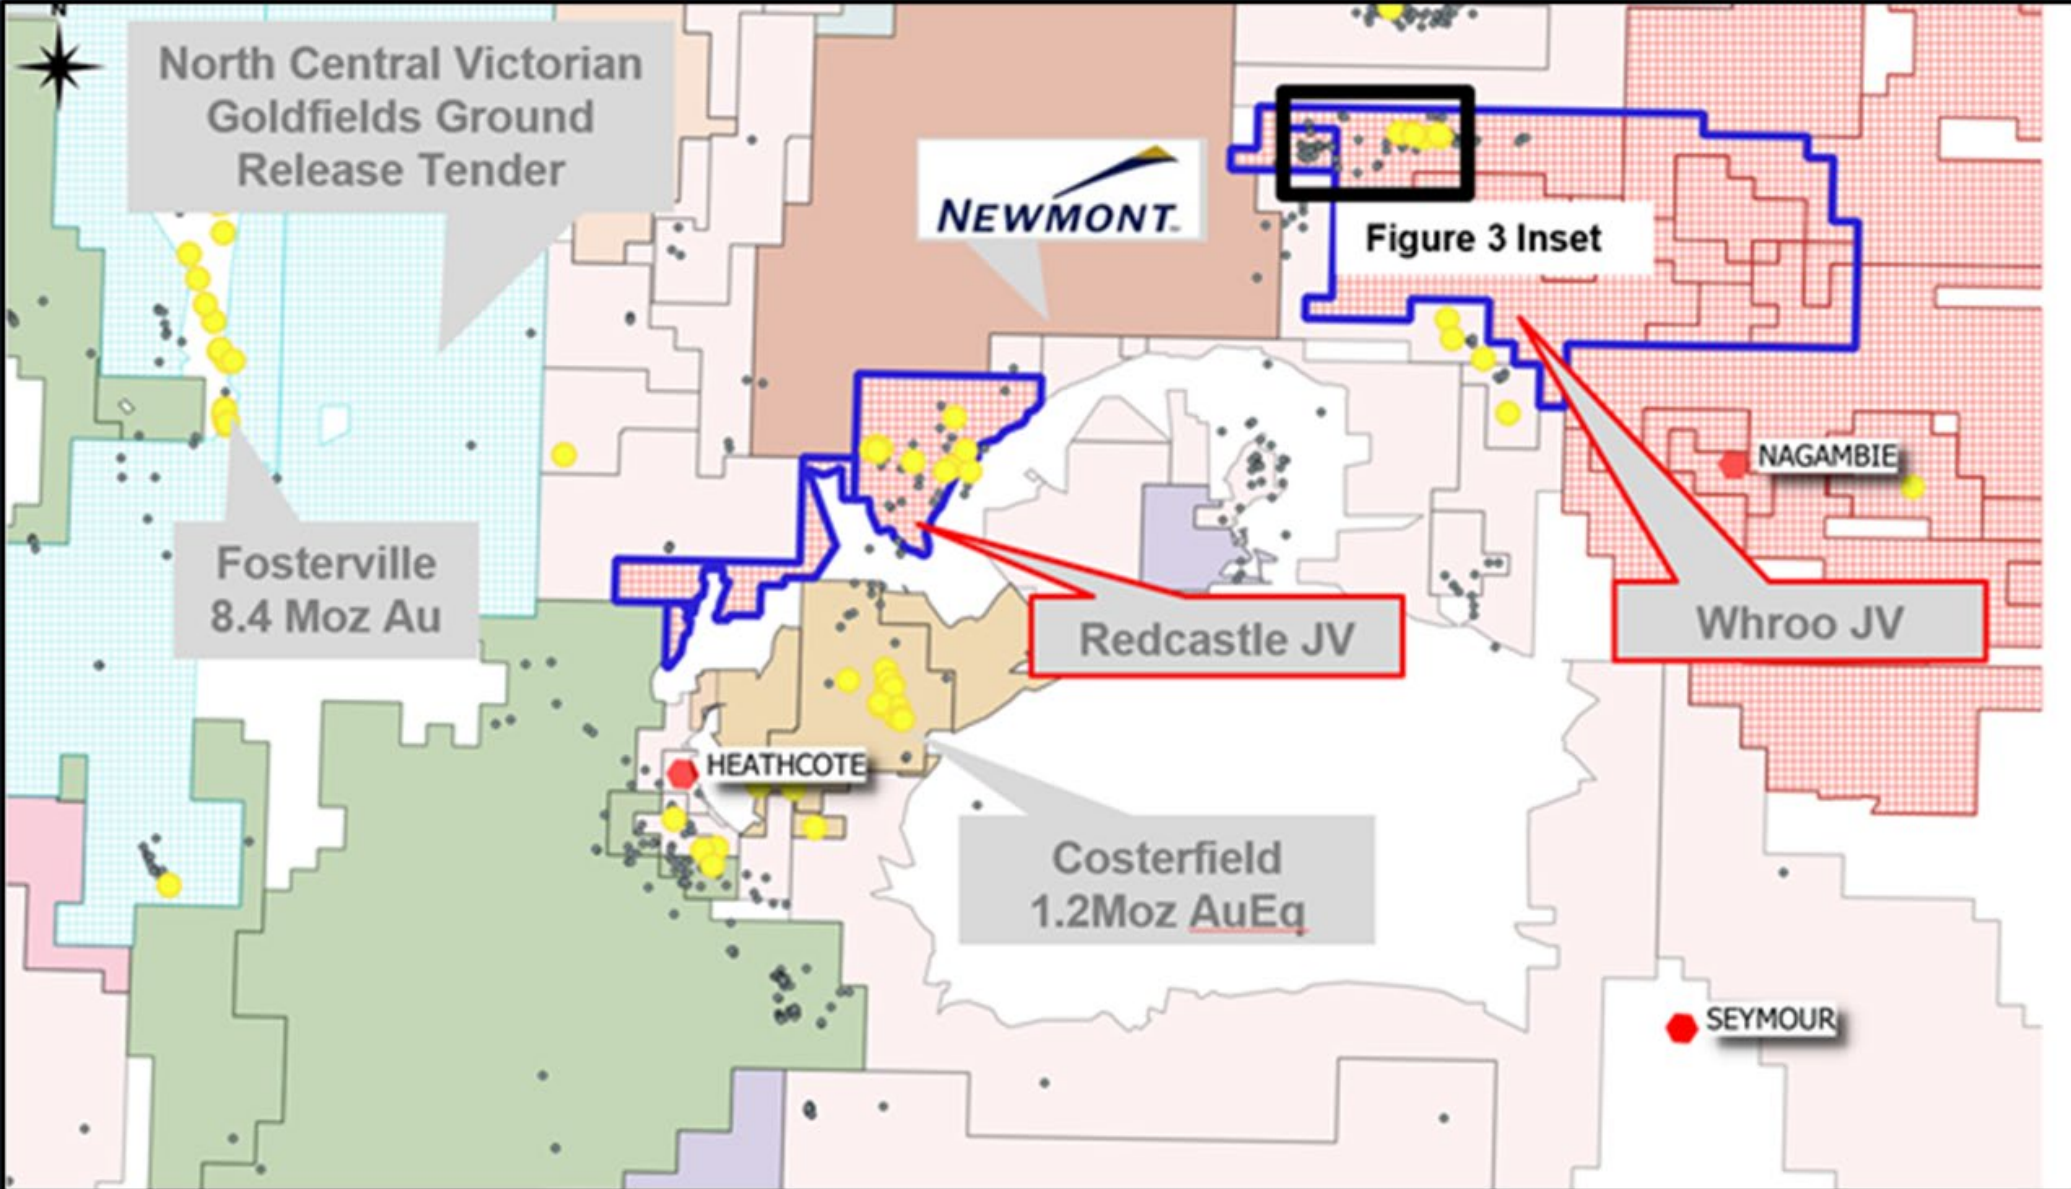 N
North Central Victorian
Goldfields Ground
Release Tender
NEWMONT
Figure 3 Inset
NAGAMBIE
Fosterville
8.4 Moz Au
Redcastle JV
Whroo JV
HEATHCOTE
Costerfield
1.2Moz AuEq
SEYMOUR